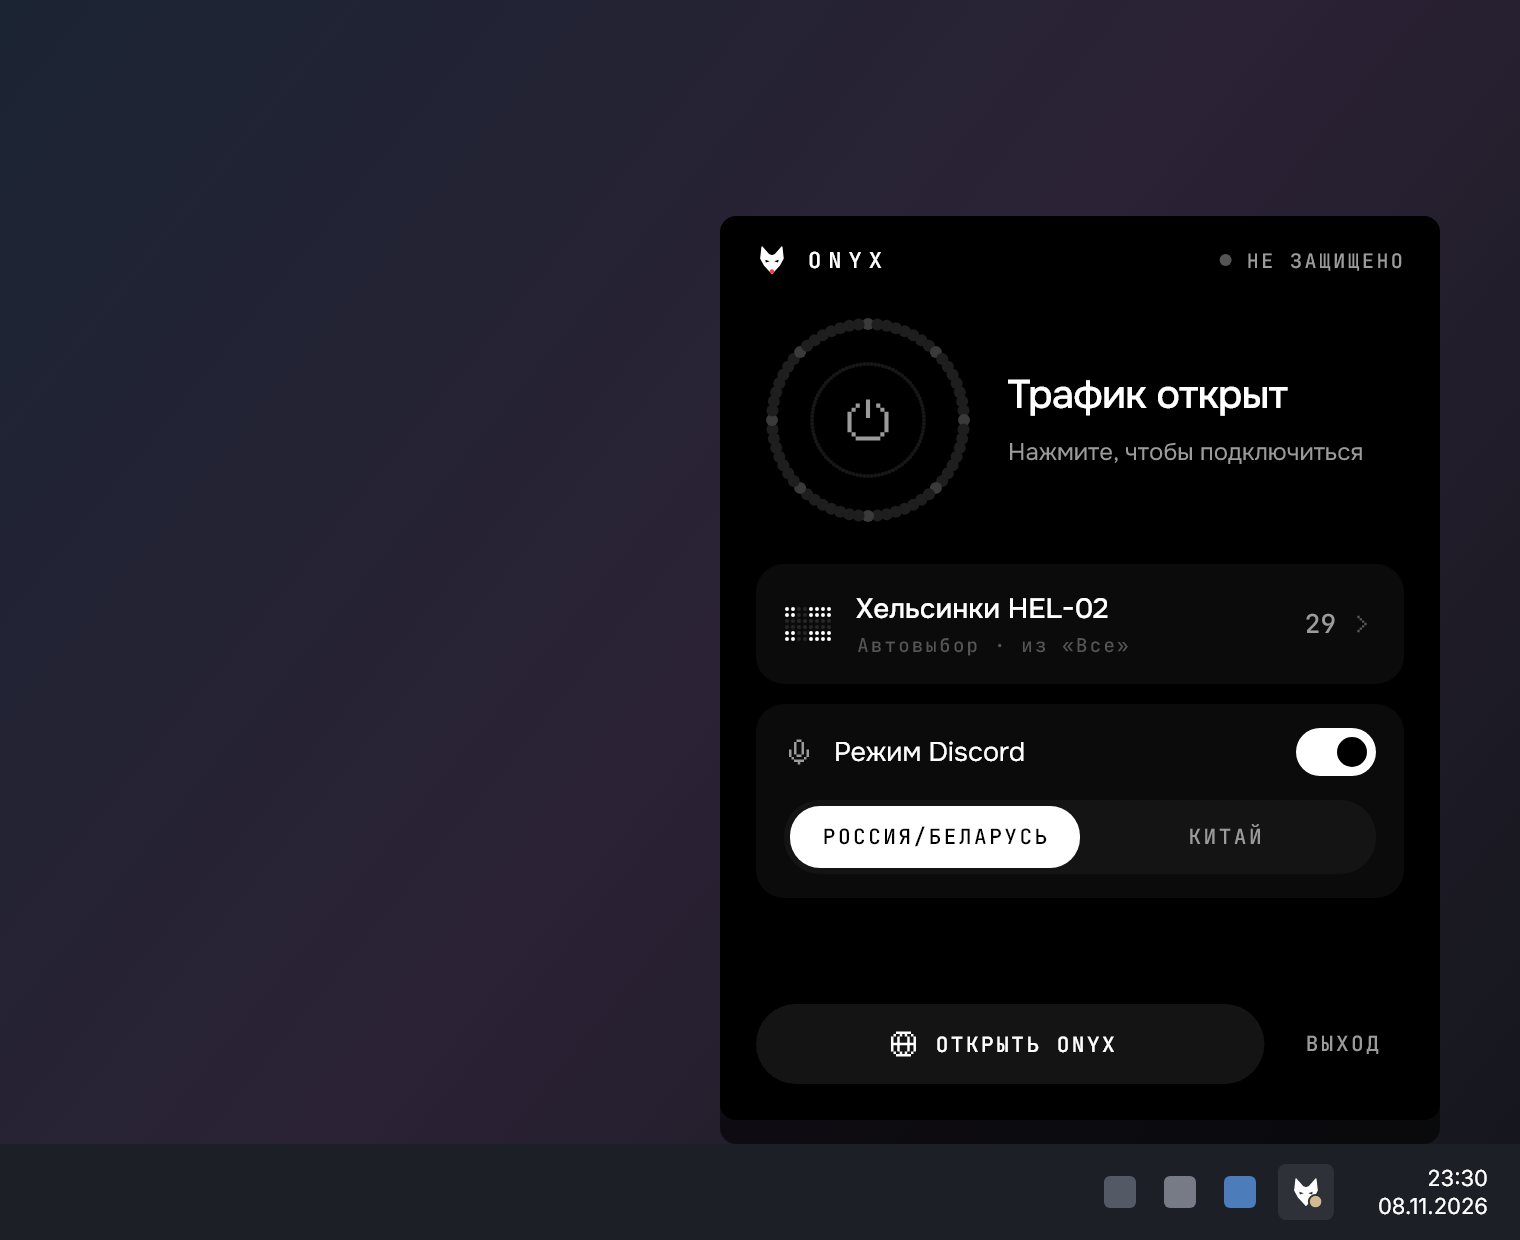 ONYX
НЕ ЗАЩИЩЕНО
Трафик открыт
Нажмите, чтобы подключиться
Хельсинки HEL-02
29
Автовыбор · из «Все»
Режим Discord
РОССИЯ/БЕЛАРУСЬ
КИТАЙ
ОТКРЫТЬ ONYX
ВЫХОД
23:30
08.11.2026